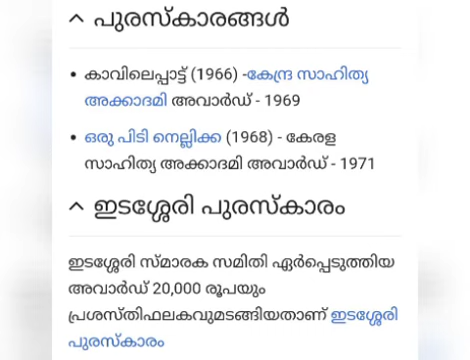 പുരസ്കാരങ്ങൾ
കാവിലെപ്പാട്ട് (1966) -കേന്ദ്ര സാഹിത്യ
അക്കാദമി അവാർഡ് - 1969
ഒരു പിടി നെല്ലിക്ക (1968) - കേരള
സാഹിത്യ അക്കാദമി അവാർഡ് - 1971
ഇടശ്ശേരി പുരസ്കാരം
ഇടശ്ശേരി സ്മാരക സമിതി ഏർപ്പെടുത്തിയ
അവാർഡ് 20,000 രൂപയും
പ്രശസ്തിഫലകവുമടങ്ങിയതാണ് ഇടശ്ശേരി
പുരസ്കാരം